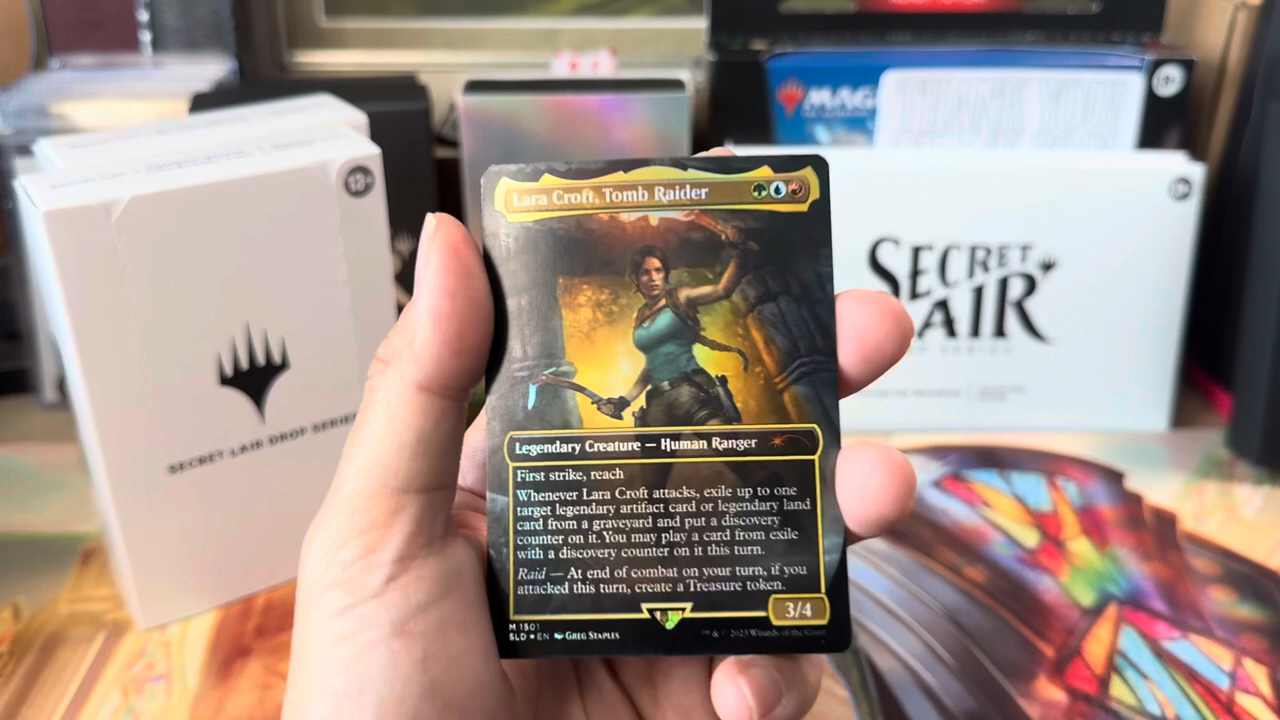 MAG
10+
SECRET LAIR DROP SERIES
SECRET
LAIR
Lara Croft, Tomb Raider
Legendary Creature — Human Ranger
First strike, reach
Whenever Lara Croft attacks, exile up to one
target legendary artifact card or legendary land
card from a graveyard and put a discovery
counter on it. You may play a card from exile
with a discovery counter on it this turn.
Raid — At end of combat on your turn, if you
attacked this turn, create a Treasure token.
3/4
M 1501
SLD ★ EN Greg Staples
™ & © 2023 Wizards of the Coast